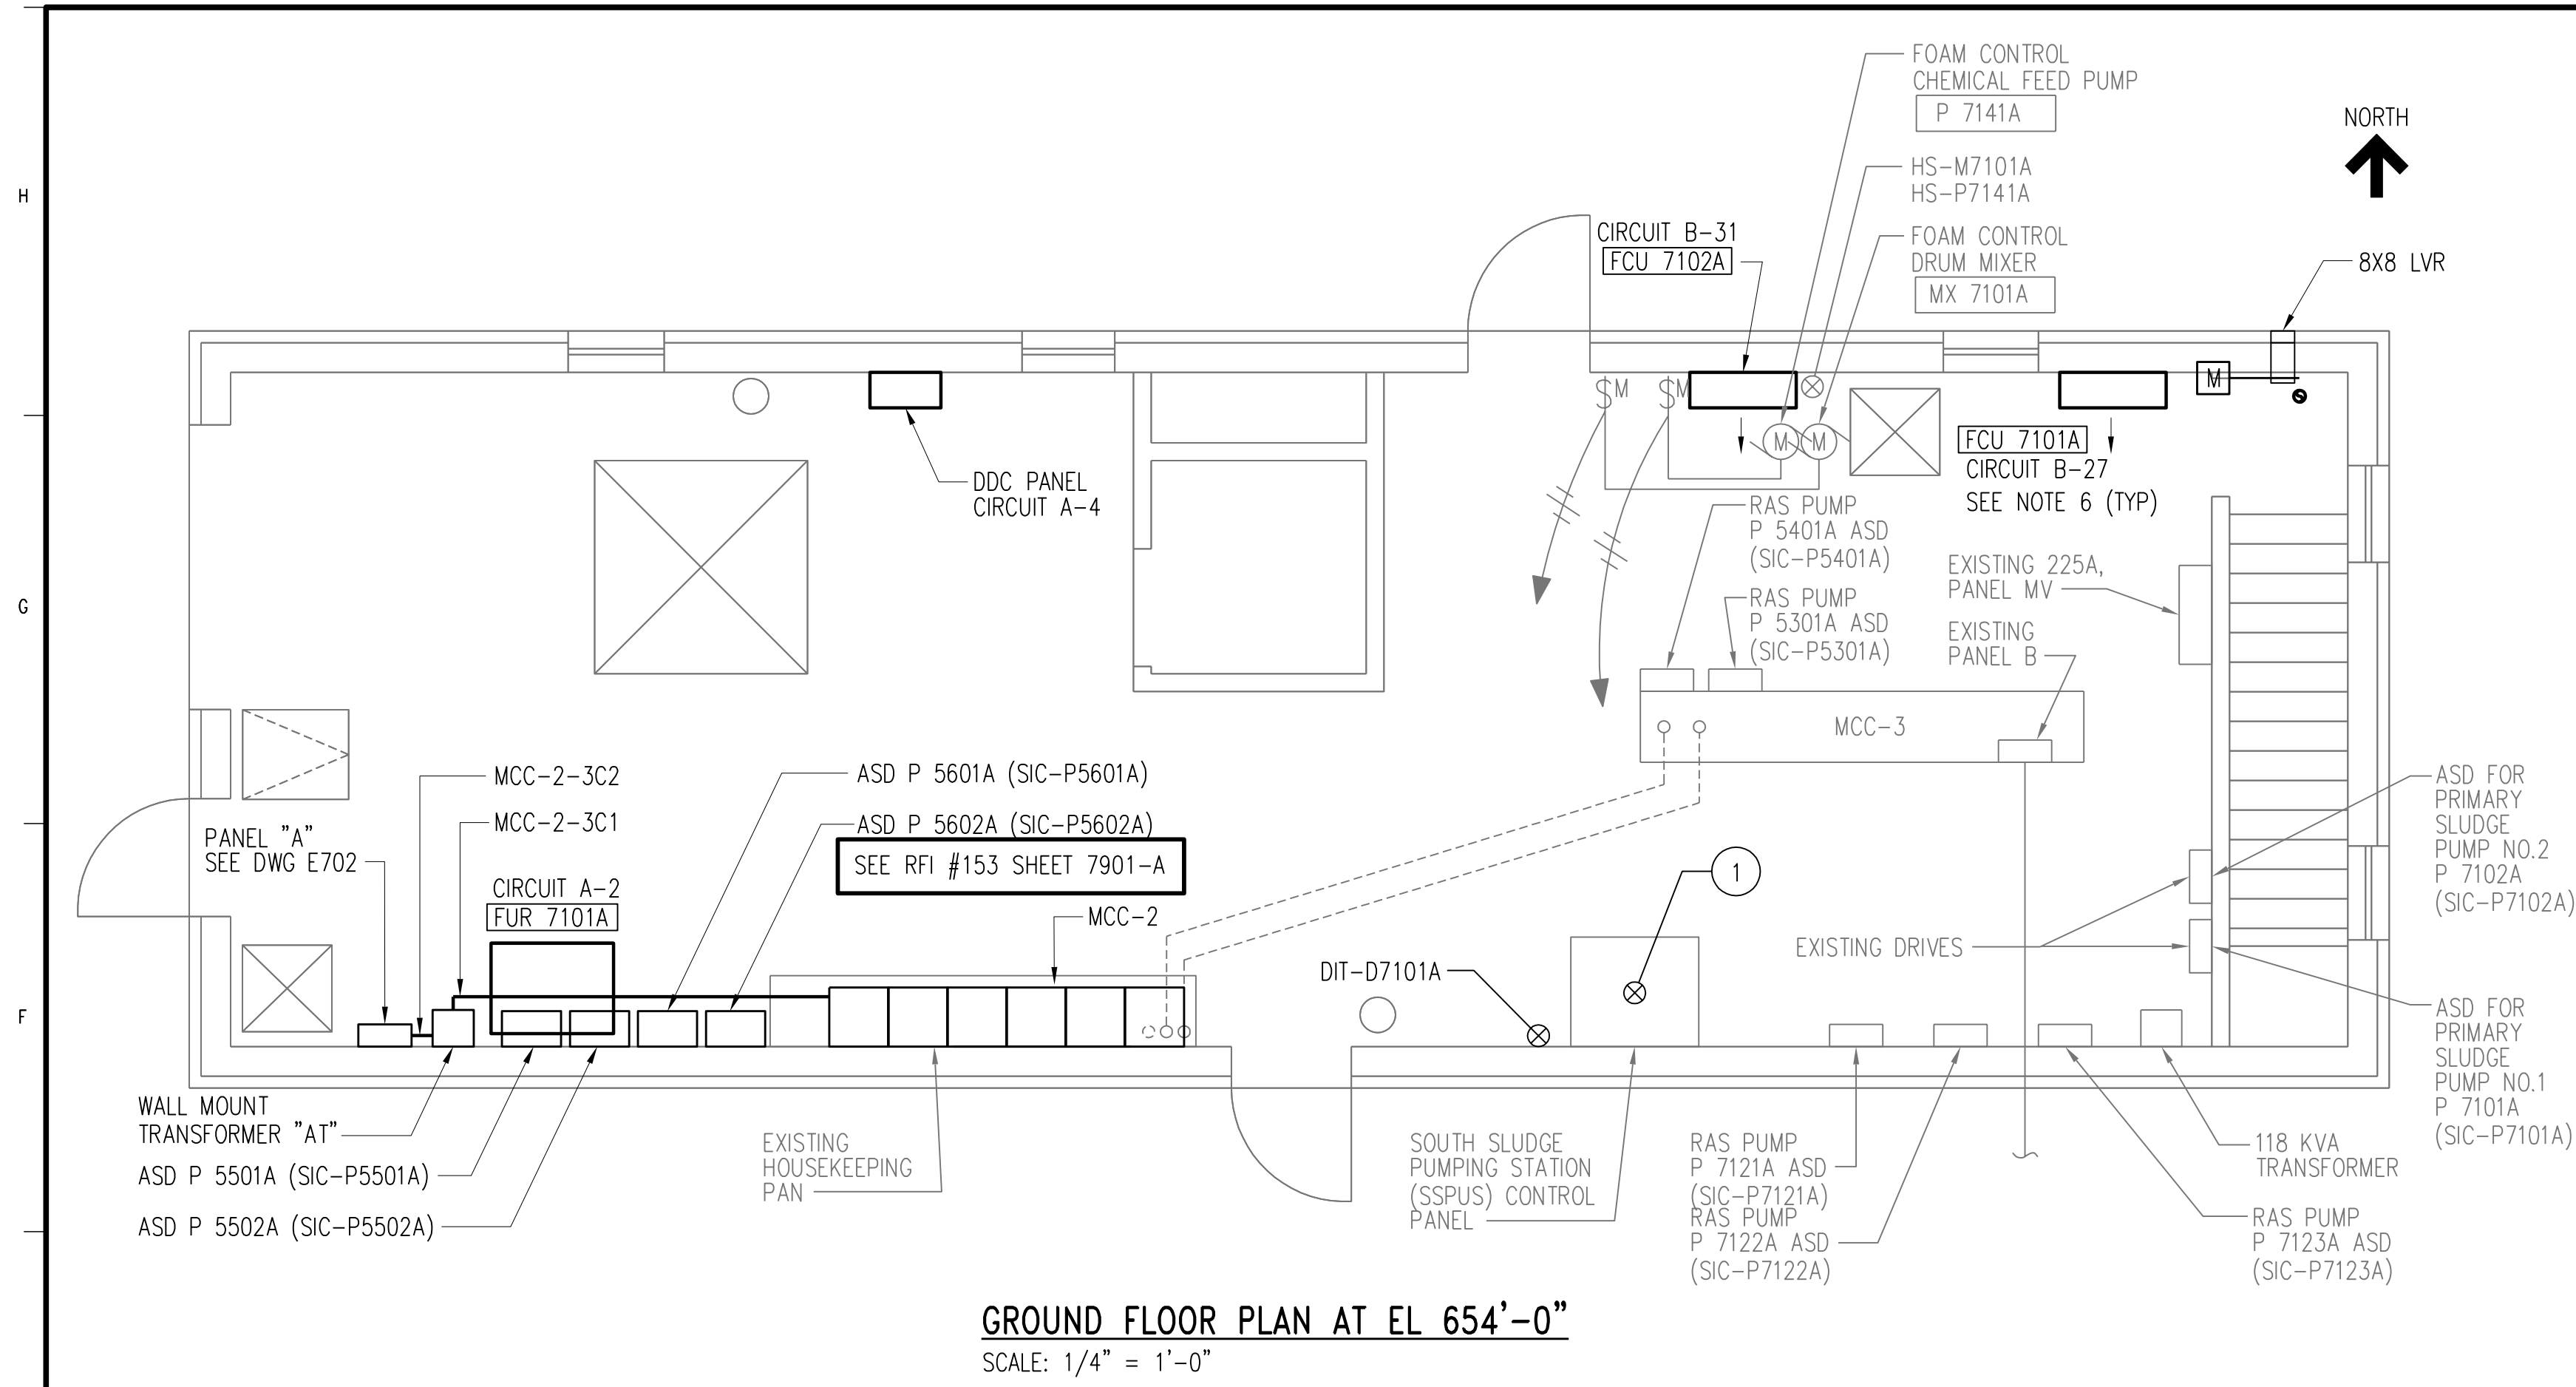 FOAM CONTROL
CHEMICAL FEED PUMP
P 7141A
NORTH
HS-M7101A
HS-P7141A
H
CIRCUIT B-31
FCU 7102A
FOAM CONTROL
DRUM MIXER
MX 7101A
8X8 LVR
M
S
SM
SM
M
M
FCU 7101A
CIRCUIT B-27
SEE NOTE 6 (TYP)
DDC PANEL
CIRCUIT A-4
RAS PUMP
P 5401A ASD
(SIC-P5401A)
EXISTING 225A,
PANEL MV
G
RAS PUMP
P 5301A ASD
(SIC-P5301A)
EXISTING
PANEL B
MCC-3
MCC-2-3C2
ASD P 5601A (SIC-P5601A)
ASD FOR
PRIMARY
SLUDGE
PUMP NO.2
P 7102A
(SIC-P7102A)
MCC-2-3C1
ASD P 5602A (SIC-P5602A)
PANEL "A"
SEE DWG E702
SEE RFI #153 SHEET 7901-A
1
CIRCUIT A-2
FUR 7101A
MCC-2
EXISTING DRIVES
DIT-D7101A
F
ASD FOR
PRIMARY
SLUDGE
PUMP NO.1
P 7101A
(SIC-P7101A)
WALL MOUNT
TRANSFORMER "AT"
ASD P 5501A (SIC-P5501A)
ASD P 5502A (SIC-P5502A)
EXISTING
HOUSEKEEPING
PAN
SOUTH SLUDGE
PUMPING STATION
(SSPUS) CONTROL
PANEL
RAS PUMP
P 7121A ASD
(SIC-P7121A)
RAS PUMP
P 7122A ASD
(SIC-P7122A)
118 KVA
TRANSFORMER
RAS PUMP
P 7123A ASD
(SIC-P7123A)
GROUND FLOOR PLAN AT EL 654'-0"
SCALE: 1/4" = 1'-0"